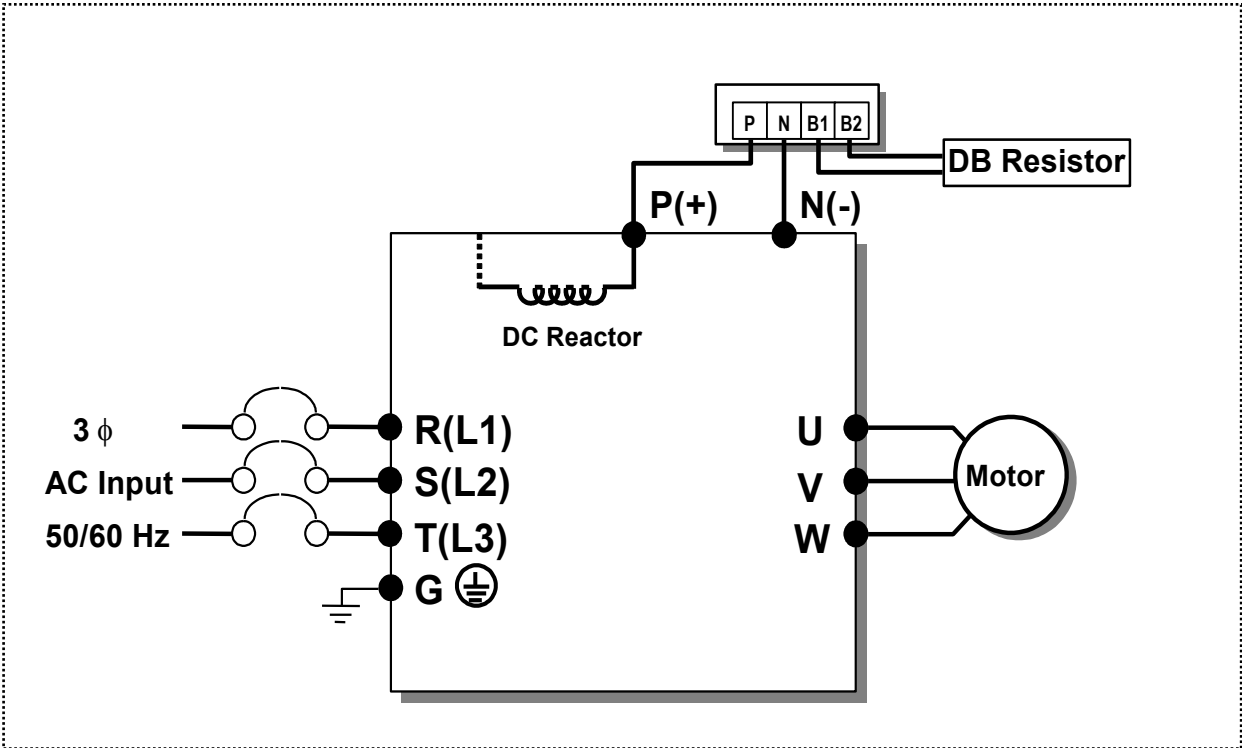 P N B1 B2
DB Resistor
P(+) N(-)
DC Reactor
3 ϕ
R(L1)
U
AC Input
S(L2)
V
Motor
50/60 Hz
T(L3)
W
G